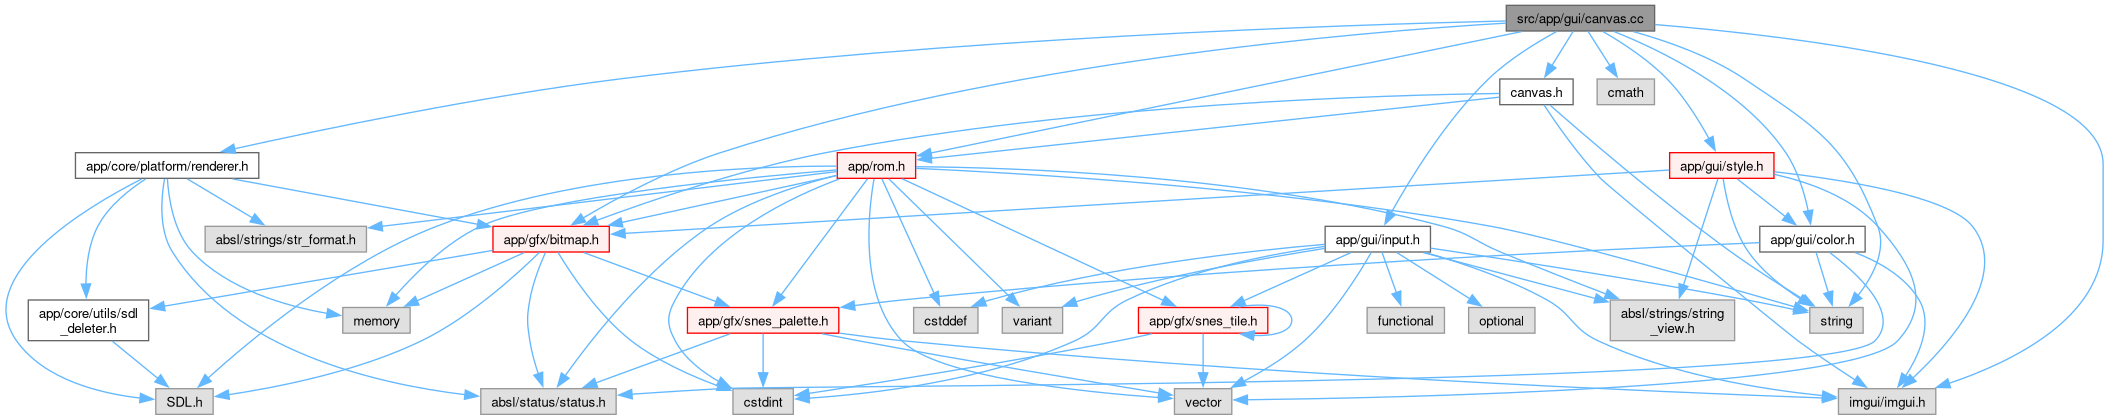 src/app/gui/canvas.cc
canvas.h
cmath
app/core/platform/renderer.h
app/rom.h
app/gui/style.h
absl/strings/str_format.h
app/gfx/bitmap.h
app/gui/input.h
app/gui/color.h
app/core/utils/sdl
_deleter.h
memory
app/gfx/snes_palette.h
cstddef
variant
app/gfx/snes_tile.h
functional
optional
absl/strings/string
_view.h
string
SDL.h
absl/status/status.h
cstdint
vector
imgui/imgui.h